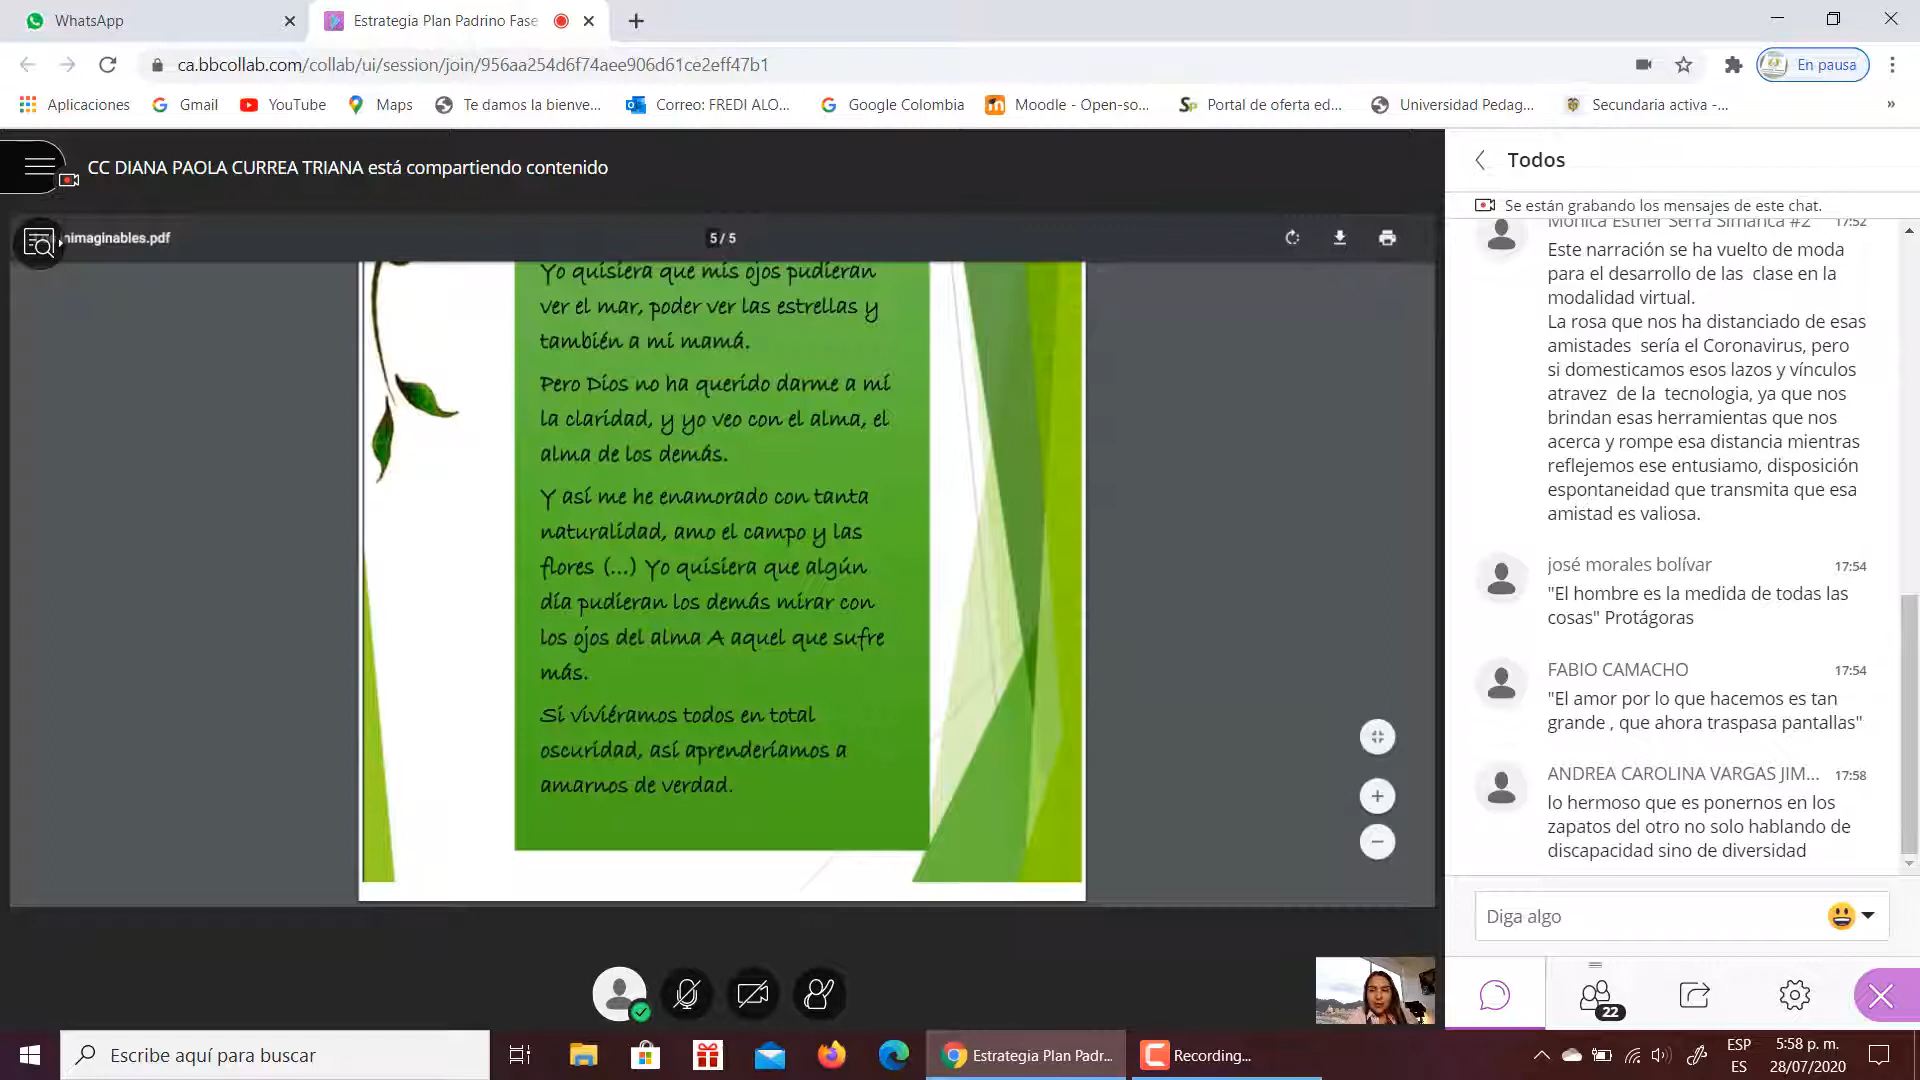 WhatsApp
Estrategia Plan Padrino Fase
ca.bbcollab.com/collab/ui/session/join/956aa254d6f74aee906d61ce2eff47b1
En pausa
Aplicaciones
Gmail
YouTube
Maps
Te damos la bienve...
Correo: FREDI ALO...
Google Colombia
Moodle - Open-so...
Portal de oferta ed...
Universidad Pedag...
Secundaria activa -...
»
CC DIANA PAOLA CURREA TRIANA está compartiendo contenido
nimaginables.pdf
5 / 5
Yo quisiera que mis ojos pudieran
ver el mar, poder ver las estrellas y
también a mi mamá.
Pero Dios no ha querido darme a mí
la claridad, y yo veo con el alma, el
alma de los demás.
Y así me he enamorado con tanta
naturalidad, amo el campo y las
flores (...) Yo quisiera que algún
día pudieran los demás mirar con
los ojos del alma A aquel que sufre
más.
Si viviéramos todos en total
oscuridad, así aprenderíamos a
amarnos de verdad.
Todos
Se están grabando los mensajes de este chat.
Monica Esther Serra Simanca #2 17:52
Este narración se ha vuelto de moda
para el desarrollo de las clase en la
modalidad virtual.
La rosa que nos ha distanciado de esas
amistades sería el Coronavirus, pero
si domesticamos esos lazos y vínculos
atravez de la tecnologia, ya que nos
brindan esas herramientas que nos
acerca y rompe esa distancia mientras
reflejemos ese entusiamo, disposición
espontaneidad que transmita que esa
amistad es valiosa.
josé morales bolívar 17:54
"El hombre es la medida de todas las
cosas" Protágoras
FABIO CAMACHO 17:54
"El amor por lo que hacemos es tan
grande , que ahora traspasa pantallas"
ANDREA CAROLINA VARGAS JIM... 17:58
lo hermoso que es ponernos en los
zapatos del otro no solo hablando de
discapacidad sino de diversidad
Diga algo
22
Escribe aquí para buscar
Estrategia Plan Padr...
Recording...
ESP
ES
5:58 p. m.
28/07/2020